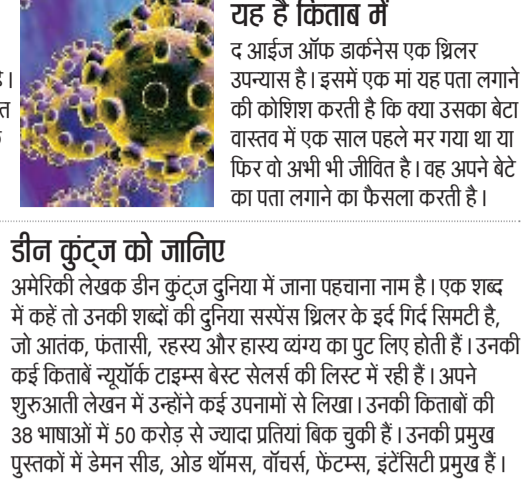 यह है किताब में
द आईज ऑफ डार्कनेस एक थ्रिलर
उपन्यास है। इसमें एक मां यह पता लगाने
की कोशिश करती है कि क्या उसका बेटा
वास्तव में एक साल पहले मर गया था या
फिर वो अभी भी जीवित है। वह अपने बेटे
का पता लगाने का फैसला करती है।
डीन कुंट्ज को जानिए
अमेरिकी लेखक डीन कुंट्ज दुनिया में जाना पहचाना नाम है। एक शब्द
में कहें तो उनकी शब्दों की दुनिया सस्पेंस थ्रिलर के इर्द गिर्द सिमटी है,
जो आतंक, फंतासी, रहस्य और हास्य व्यंग्य का पुट लिए होती हैं। उनकी
कई किताबें न्यूयॉर्क टाइम्स बेस्ट सेलर्स की लिस्ट में रही हैं। अपने
शुरुआती लेखन में उन्होंने कई उपनामों से लिखा। उनकी किताबों की
38 भाषाओं में 50 करोड़ से ज्यादा प्रतियां बिक चुकी हैं। उनकी प्रमुख
पुस्तकों में डेमन सीड, ओड थॉमस, वॉचर्स, फेंटम्स, इंटेंसिटी प्रमुख हैं।